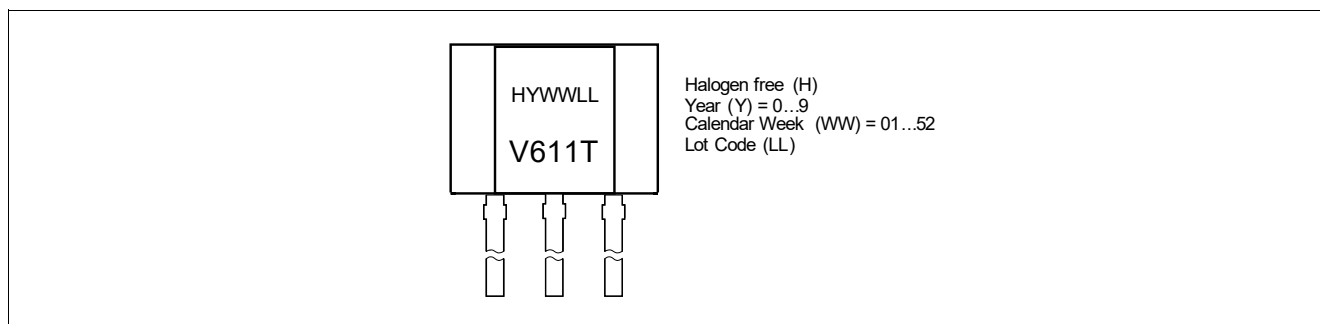 HYWWLL
V611T
Halogen free (H)
Year (Y) = 0...9
Calendar Week (WW) = 01...52
Lot Code (LL)